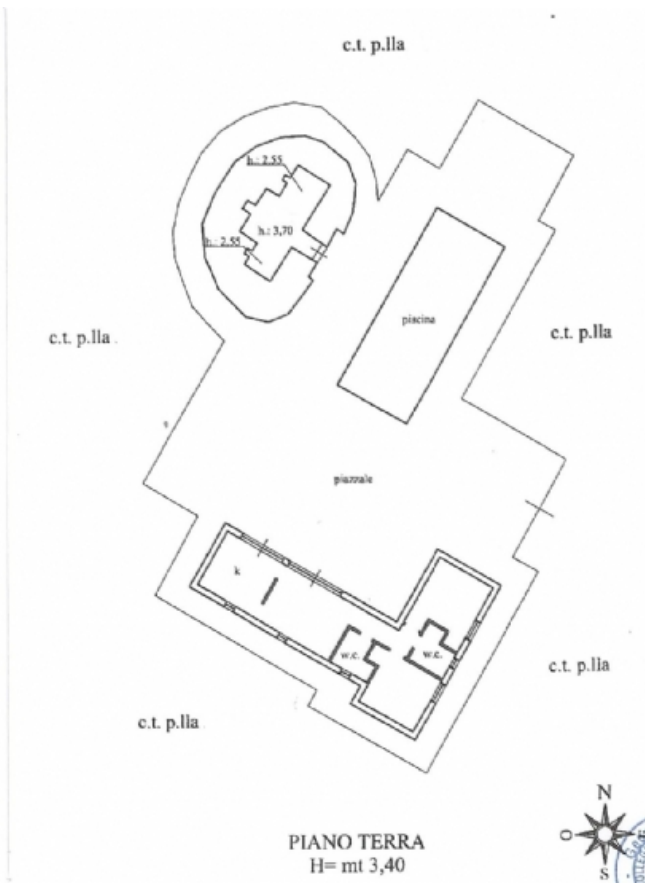 c.t. p.lla
h.: 2.55
h.: 3,70
h.: 2.55
piscina
c.t. p.lla
c.t. p.lla
piazzale
k
w.c.
w.c.
c.t. p.lla
c.t. p.lla
PIANO TERRA
H= mt 3,40
N
O
E
S